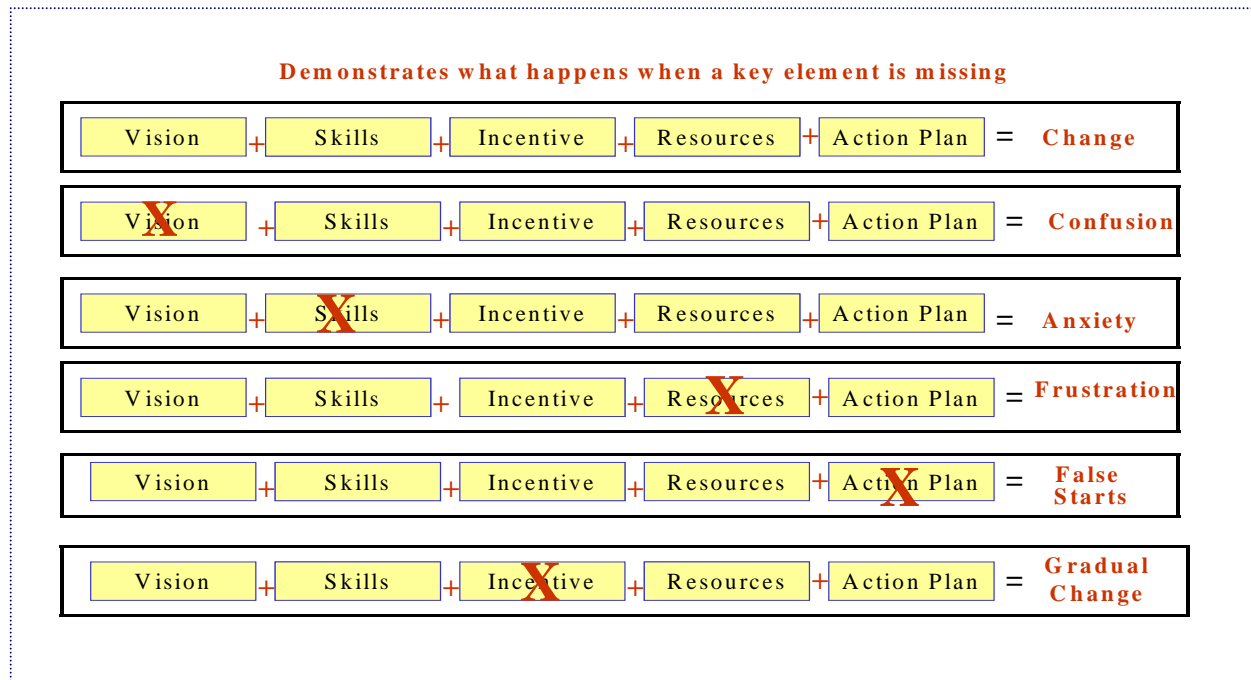 Demonstrates what happens when a key element is missing
Vision + Skills + Incentive + Resources + Action Plan = Change
Vision X + Skills + Incentive + Resources + Action Plan = Confusion
Vision + Skills X + Incentive + Resources + Action Plan = Anxiety
Vision + Skills + Incentive + Resources X + Action Plan = Frustration
Vision + Skills + Incentive + Resources + Action Plan X = False
Starts
Vision + Skills + Incentive X + Resources + Action Plan = Gradual
Change